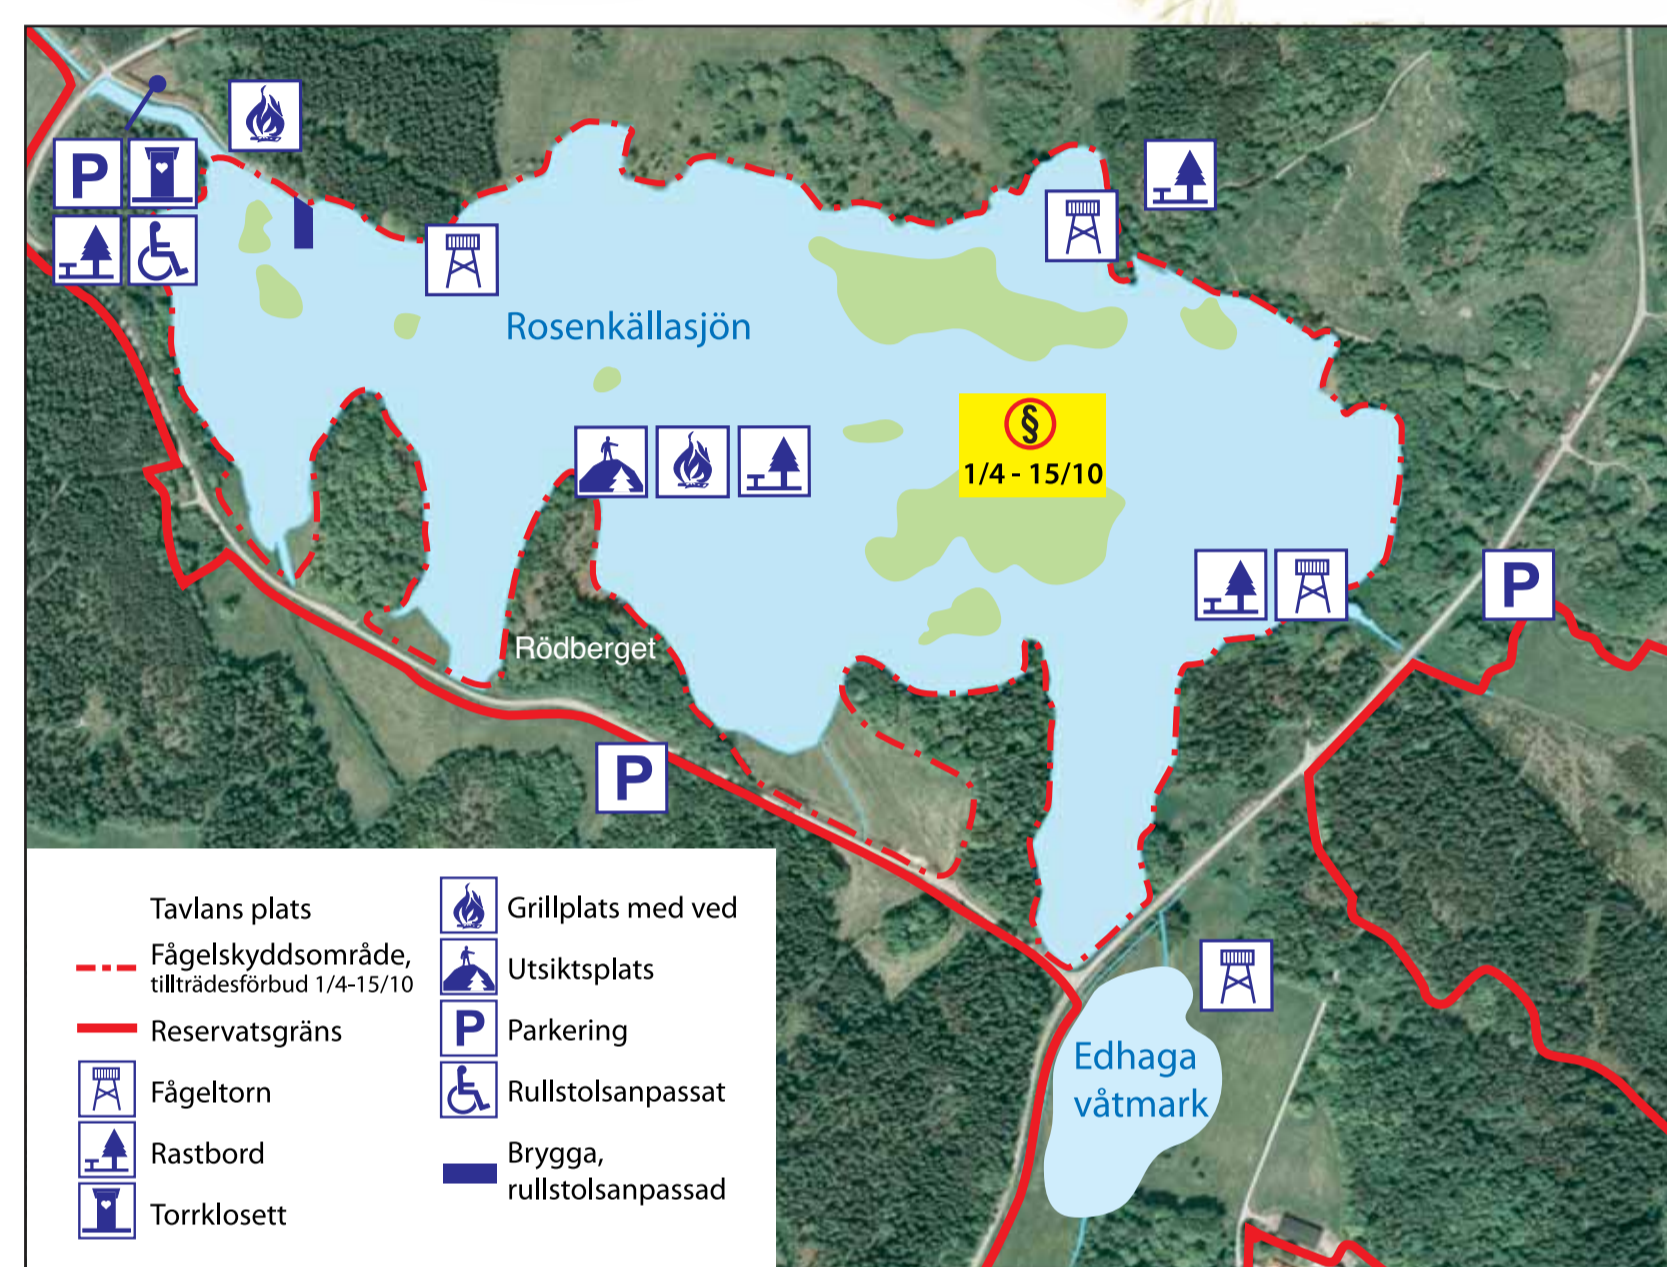 P
Rosenkällasjön
§
1/4 - 15/10
P
Rödberget
P
Edhaga
våtmark
Tavlans plats
Fågelskyddsområde,
tillträdesförbud 1/4-15/10
Reservatsgräns
Fågeltorn
Rastbord
Torrklosett
Grillplats med ved
Utsiktsplats
P Parkering
Rullstolsanpassat
Brygga,
rullstolsanpassad